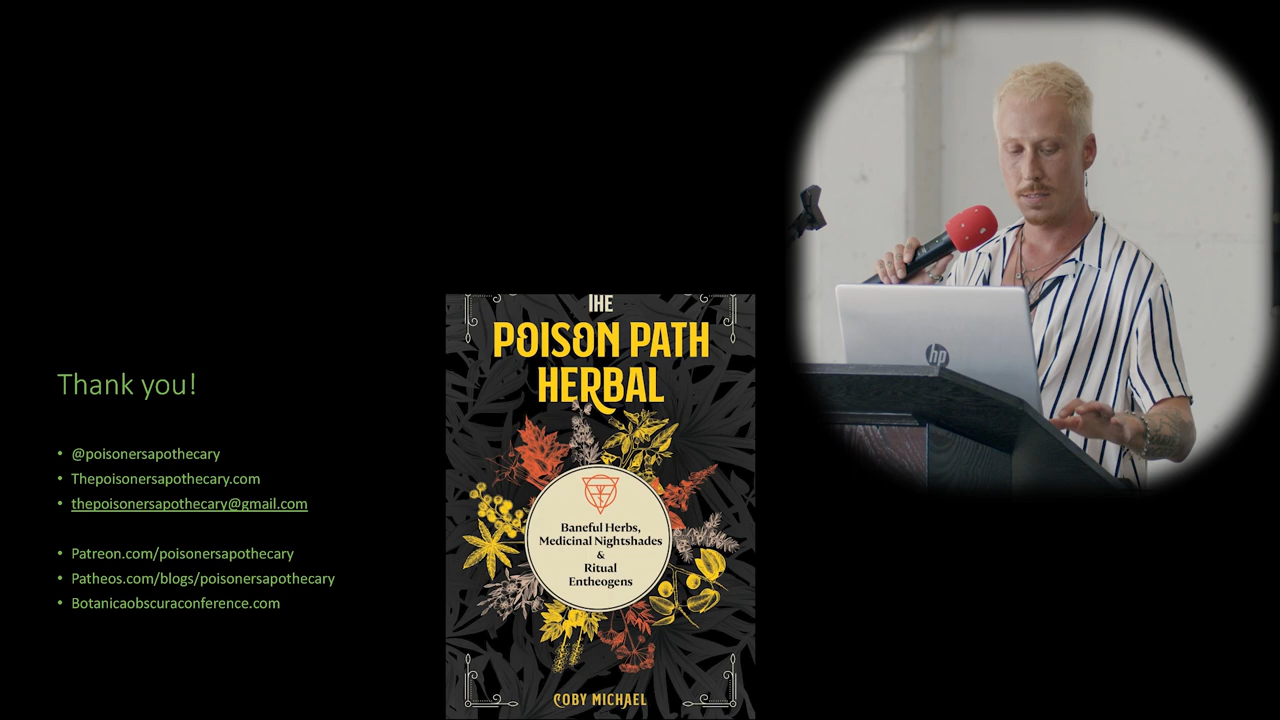 Thank you!
@poisonersapothecary
Thepoisonersapothecary.com
thepoisonersapothecary@gmail.com
Patreon.com/poisonersapothecary
Patheos.com/blogs/poisonersapothecary
Botanicaobscuraconference.com
THE
POISON PATH
HERBAL
Baneful Herbs,
Medicinal Nightshades
&
Ritual
Entheogens
COBY MICHAEL
hp